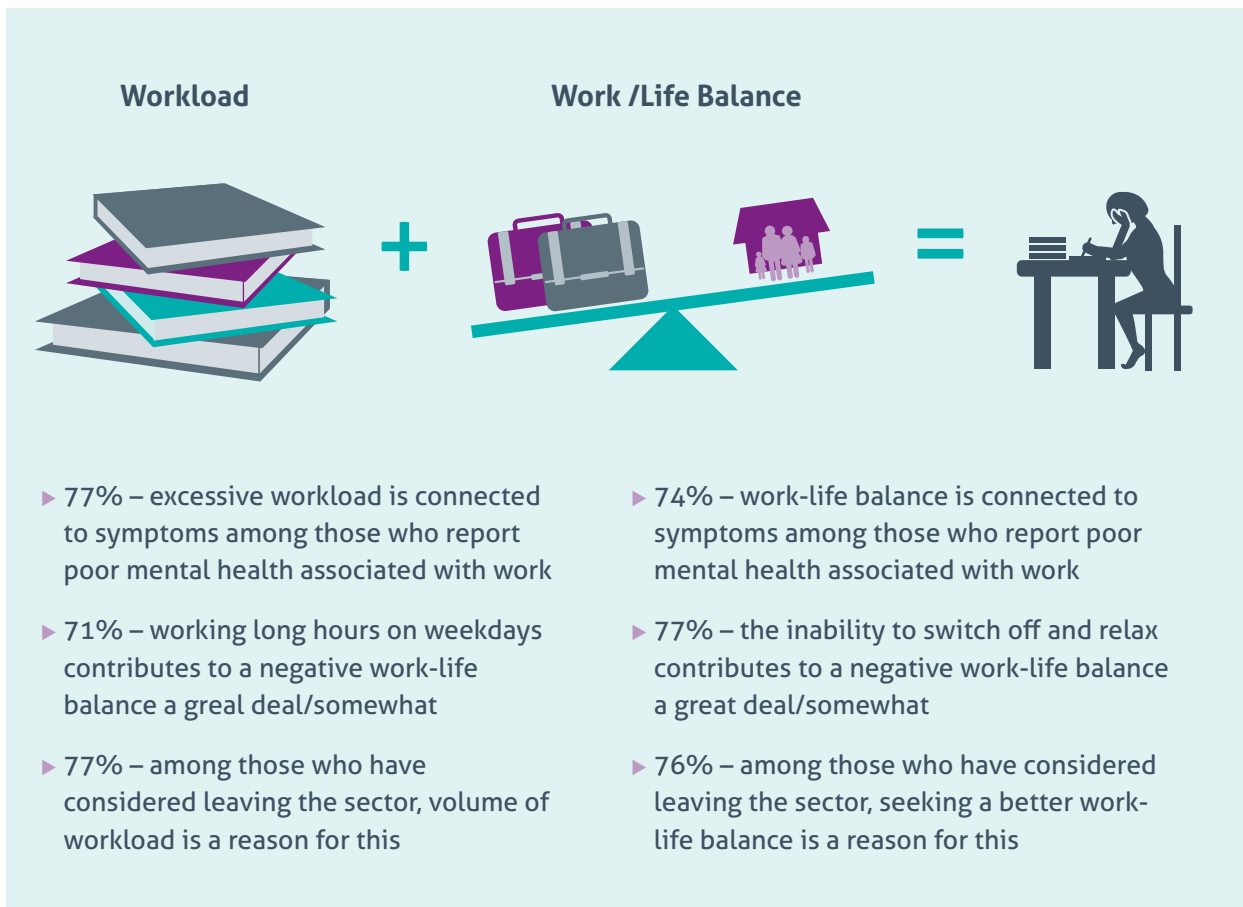 Workload
Work /Life Balance
+
=
▶ 77% – excessive workload is connected
to symptoms among those who report
poor mental health associated with work
▶ 71% – working long hours on weekdays
contributes to a negative work-life
balance a greal deal/somewhat
▶ 77% – among those who have
considered leaving the sector, volume of
workload is a reason for this
▶ 74% – work-life balance is connected to
symptoms among those who report poor
mental health associated with work
▶ 77% – the inability to switch off and relax
contributes to a negative work-life balance
a great deal/somewhat
▶ 76% – among those who have considered
leaving the sector, seeking a better work-
life balance is a reason for this